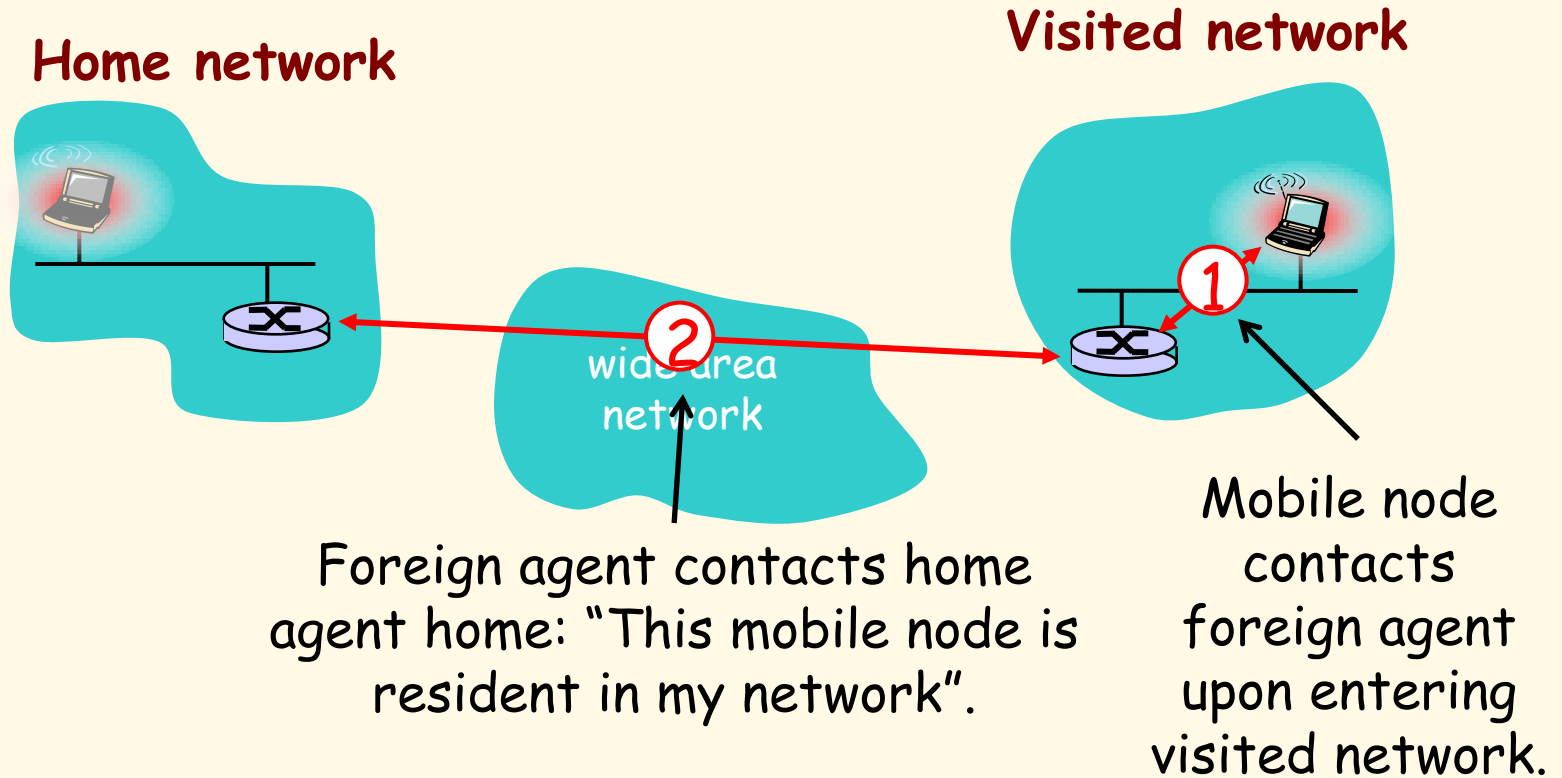 Home network
Visited network
1
2
wide area
network
Foreign agent contacts home
agent home: “This mobile node is
resident in my network”.
Mobile node
contacts
foreign agent
upon entering
visited network.